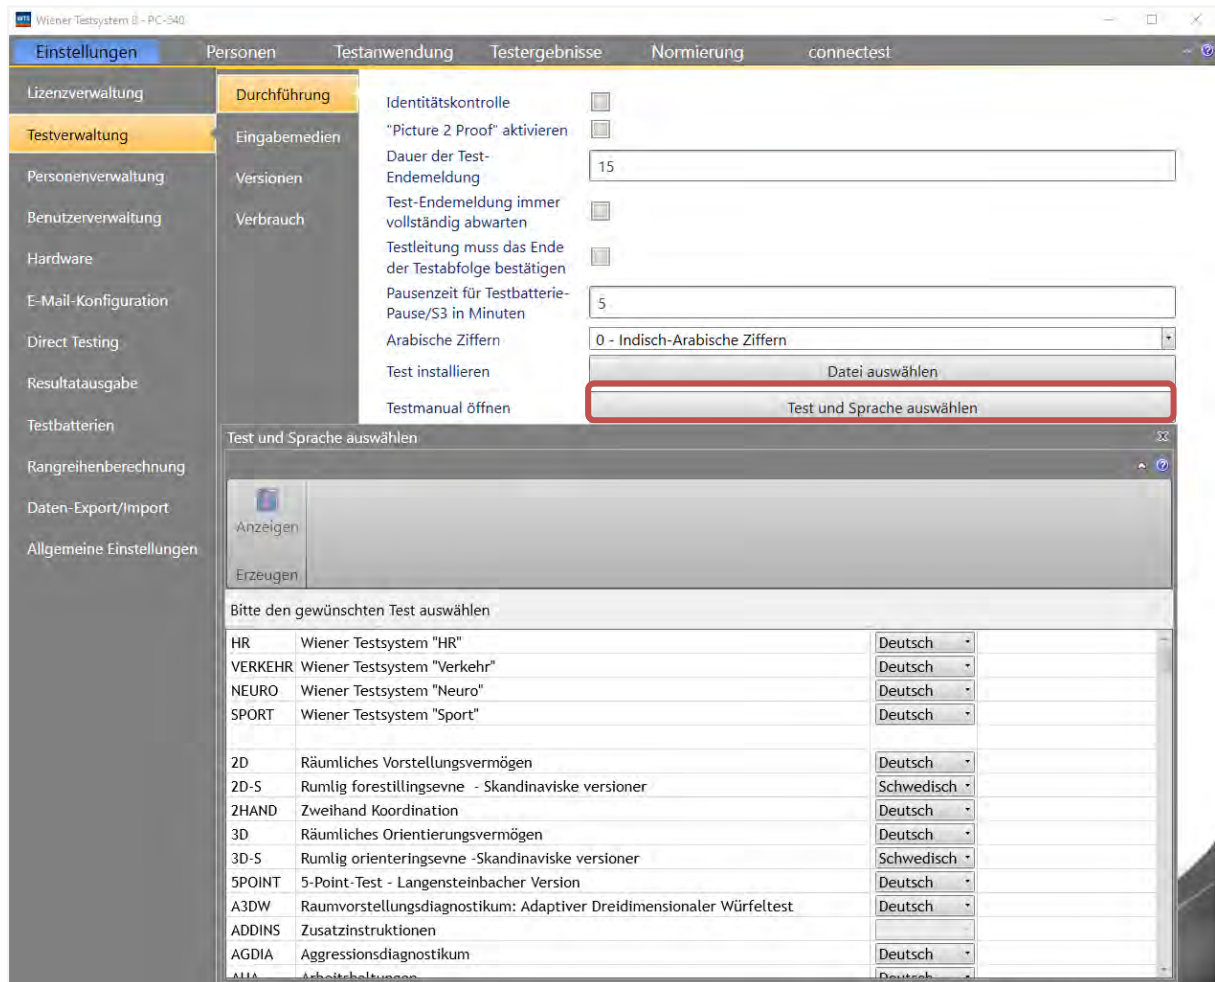 WTS Wiener Testsystem 8 - PC-540
Einstellungen Personen Testanwendung Testergebnisse Normierung connectest
Lizenzverwaltung
Testverwaltung
Personenverwaltung
Benutzerverwaltung
Hardware
E-Mail-Konfiguration
Direct Testing
Resultatausgabe
Testbatterien
Rangreihenberechnung
Daten-Export/Import
Allgemeine Einstellungen
Durchführung
Eingabemedien
Versionen
Verbrauch
Identitätskontrolle
"Picture 2 Proof" aktivieren
Dauer der Test-
Endemeldung
15
Test-Endemeldung immer
vollständig abwarten
Testleitung muss das Ende
der Testabfolge bestätigen
Pausenzeit für Testbatterie-
Pause/S3 in Minuten
5
Arabische Ziffern 0 - Indisch-Arabische Ziffern
Test installieren Datei auswählen
Testmanual öffnen Test und Sprache auswählen
Test und Sprache auswählen
Anzeigen
Erzeugen
Bitte den gewünschten Test auswählen
HR Wiener Testsystem "HR" Deutsch
VERKEHR Wiener Testsystem "Verkehr" Deutsch
NEURO Wiener Testsystem "Neuro" Deutsch
SPORT Wiener Testsystem "Sport" Deutsch
2D Räumliches Vorstellungsvermögen Deutsch
2D-S Rumlig forestillingsevne - Skandinaviske versioner Schwedisch
2HAND Zweihand Koordination Deutsch
3D Räumliches Orientierungsvermögen Deutsch
3D-S Rumlig orienteringsevne -Skandinaviske versioner Schwedisch
5POINT 5-Point-Test - Langensteinbacher Version Deutsch
A3DW Raumvorstellungsdiagnostikum: Adaptiver Dreidimensionaler Würfeltest Deutsch
ADDINS Zusatzinstruktionen
AGDIA Aggressionsdiagnostikum Deutsch
AHA Arbeitshaltungen Deutsch